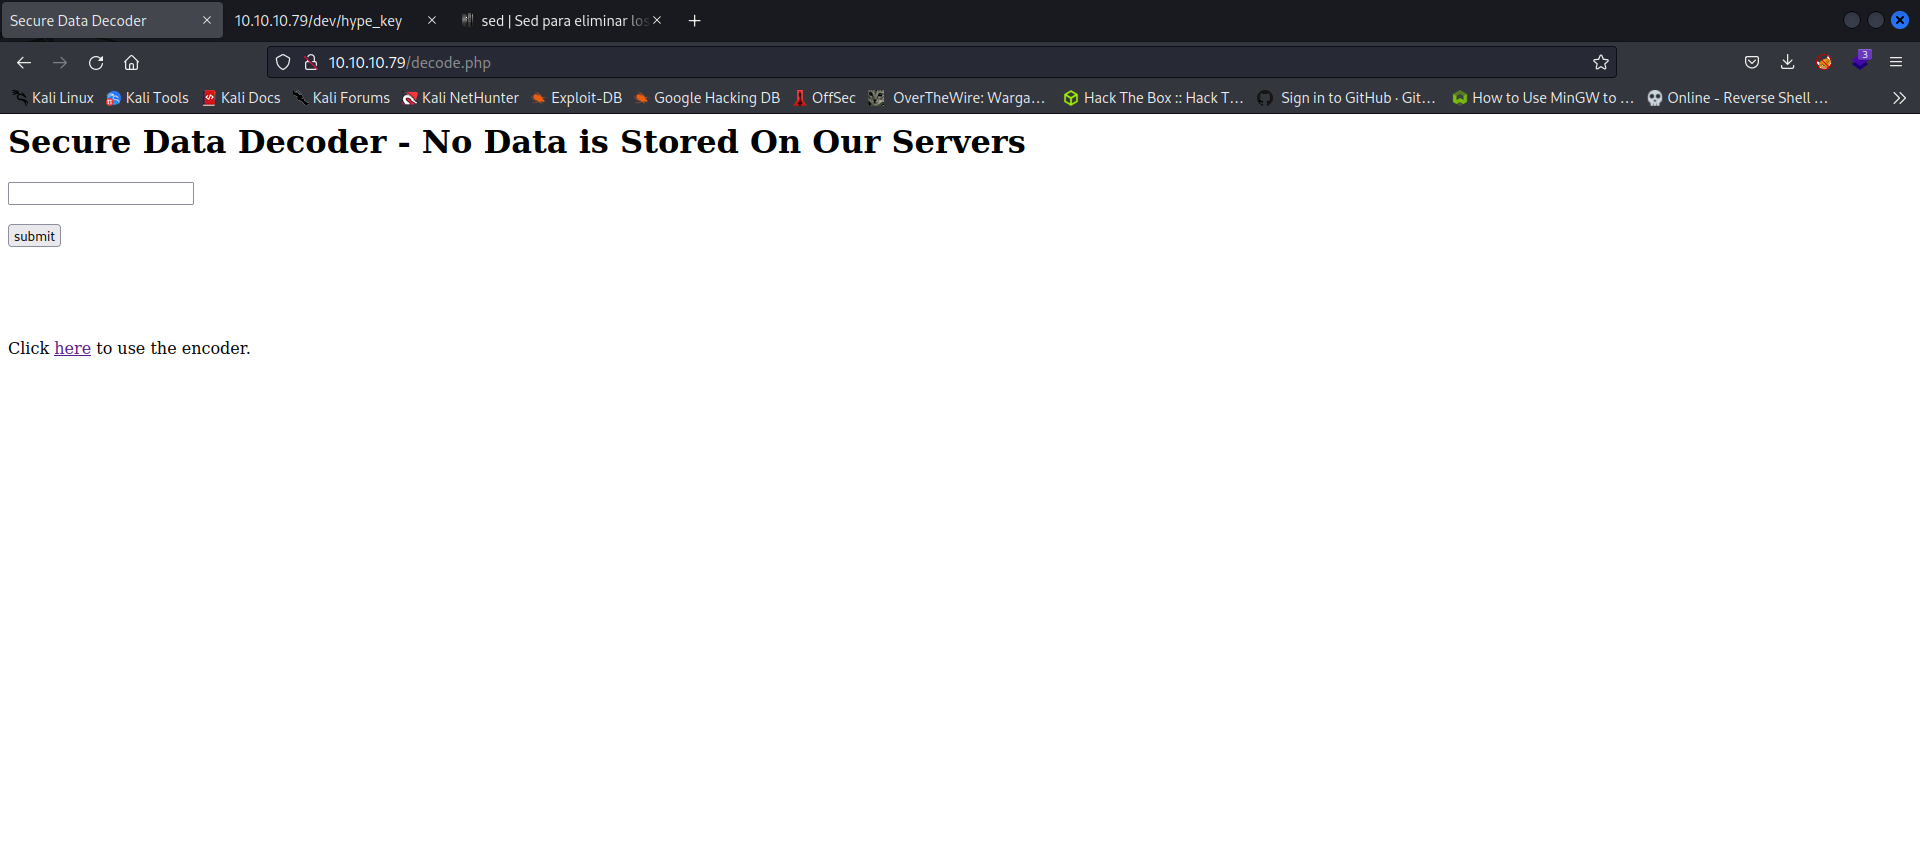 Secure Data Decoder
10.10.10.79/dev/hype_key
sed | Sed para eliminar los
10.10.10.79/decode.php
3
Kali Linux Kali Tools Kali Docs Kali Forums Kali NetHunter Exploit-DB Google Hacking DB OffSec OverTheWire: Warga... Hack The Box :: Hack T... Sign in to GitHub · Git... How to Use MinGW to ... Online - Reverse Shell ...
Secure Data Decoder - No Data is Stored On Our Servers
submit
Click here to use the encoder.